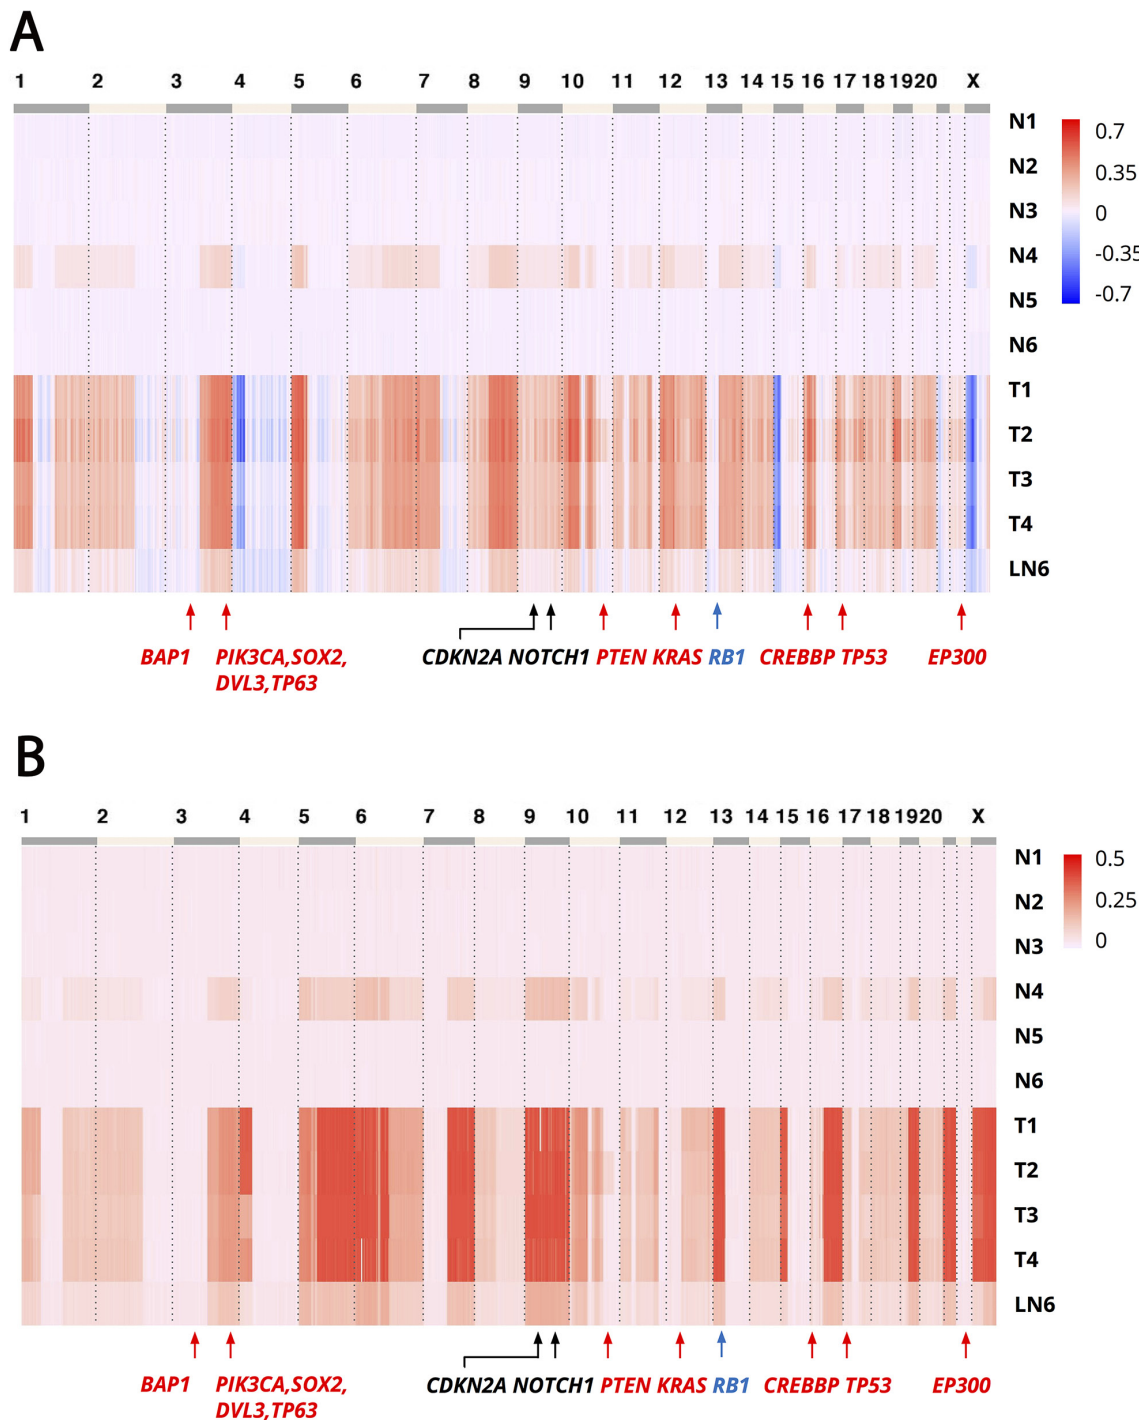 A
1 2 3 4 5 6 7 8 9 10 11 12 13 14 15 16 17 18 19 20 X
N1
N2
N3
N4
N5
N6
T1
T2
T3
T4
LN6
0.7
0.35
0
-0.35
-0.7
BAP1 PIK3CA,SOX2, CDKN2A NOTCH1 PTEN KRAS RB1 CREBBP TP53 EP300
DVL3,TP63
B
1 2 3 4 5 6 7 8 9 10 11 12 13 14 15 16 17 18 19 20 X
N1
N2
N3
N4
N5
N6
T1
T2
T3
T4
LN6
0.5
0.25
0
BAP1 PIK3CA,SOX2, CDKN2A NOTCH1 PTEN KRAS RB1 CREBBP TP53 EP300
DVL3,TP63